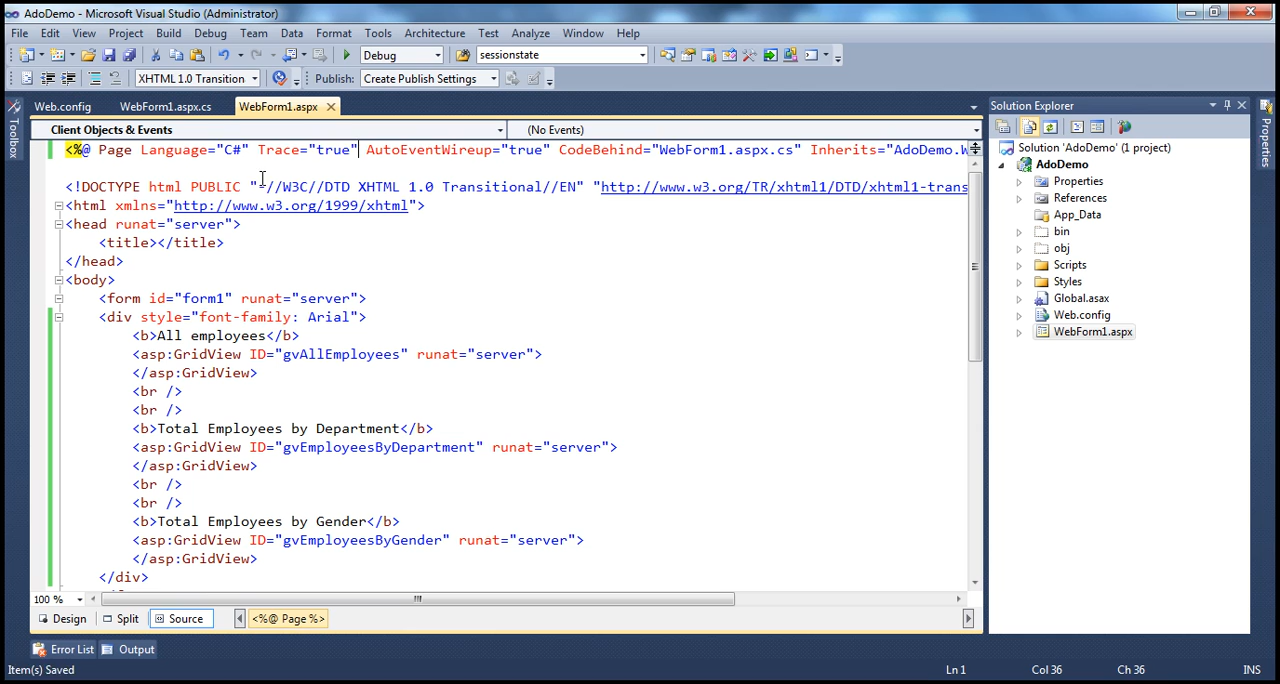 AdoDemo - Microsoft Visual Studio (Administrator)
File Edit View Project Build Debug Team Data Format Tools Architecture Test Analyze Window Help
Debug sessionstate
XHTML 1.0 Transition Publish: Create Publish Settings
Web.config WebForm1.aspx.cs WebForm1.aspx
Solution Explorer
Toolbox
Client Objects & Events (No Events)
Properties
<%@ Page Language="C#" Trace="true" AutoEventWireup="true" CodeBehind="WebForm1.aspx.cs" Inherits="AdoDemo.W
<!DOCTYPE html PUBLIC "-//W3C//DTD XHTML 1.0 Transitional//EN" "http://www.w3.org/TR/xhtml1/DTD/xhtml1-trans
<html xmlns="http://www.w3.org/1999/xhtml">
<head runat="server">
<title></title>
</head>
<body>
<form id="form1" runat="server">
<div style="font-family: Arial">
<b>All employees</b>
<asp:GridView ID="gvAllEmployees" runat="server">
</asp:GridView>
<br />
<br />
<b>Total Employees by Department</b>
<asp:GridView ID="gvEmployeesByDepartment" runat="server">
</asp:GridView>
<br />
<br />
<b>Total Employees by Gender</b>
<asp:GridView ID="gvEmployeesByGender" runat="server">
</asp:GridView>
</div>
Solution 'AdoDemo' (1 project)
AdoDemo
Properties
References
App_Data
bin
obj
Scripts
Styles
Global.asax
Web.config
WebForm1.aspx
100 %
Design Split Source <%@ Page %>
Error List Output
Item(s) Saved Ln 1 Col 36 Ch 36 INS